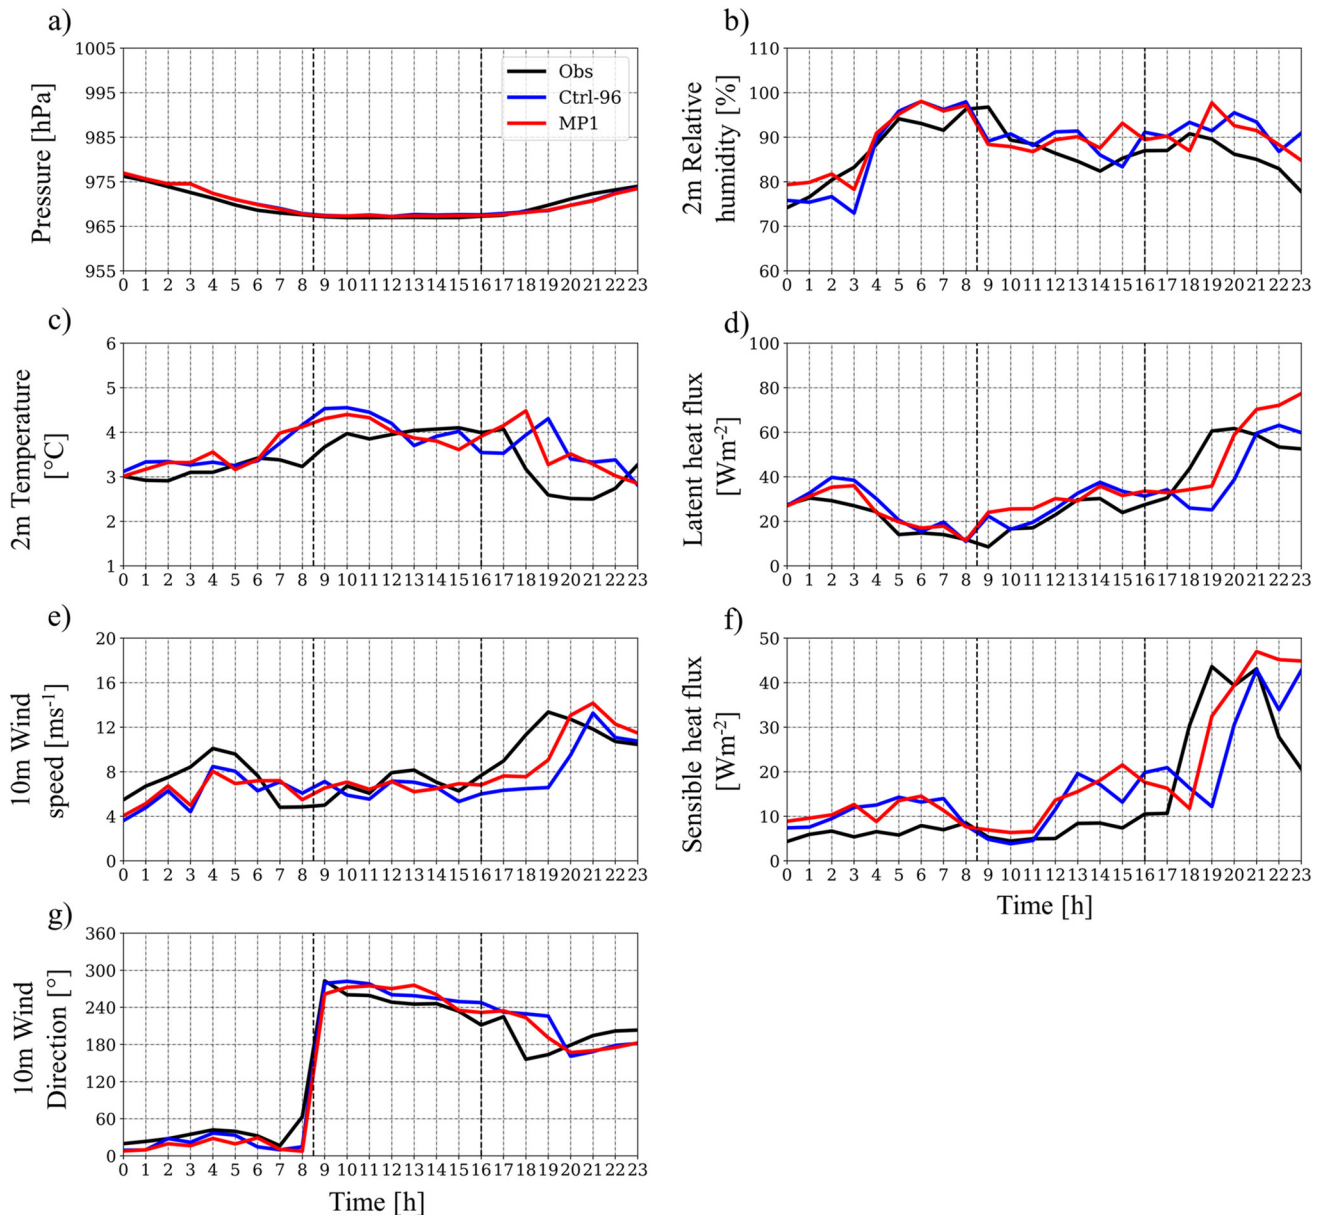 a)
1005
995
985
975
965
955
Pressure [hPa]
Obs
Ctrl-96
MP1
0 1 2 3 4 5 6 7 8 9 10 11 12 13 14 15 16 17 18 19 20 21 22 23
b)
110
100
90
80
70
60
2m Relative
humidity [%]
0 1 2 3 4 5 6 7 8 9 10 11 12 13 14 15 16 17 18 19 20 21 22 23
c)
6
5
4
3
2
1
2m Temperature
[°C]
0 1 2 3 4 5 6 7 8 9 10 11 12 13 14 15 16 17 18 19 20 21 22 23
d)
100
80
60
40
20
0
Latent heat flux
[Wm-2]
0 1 2 3 4 5 6 7 8 9 10 11 12 13 14 15 16 17 18 19 20 21 22 23
e)
20
16
12
8
4
0
10m Wind
speed [ms-1]
0 1 2 3 4 5 6 7 8 9 10 11 12 13 14 15 16 17 18 19 20 21 22 23
f)
50
40
30
20
10
0
Sensible heat flux
[Wm-2]
0 1 2 3 4 5 6 7 8 9 10 11 12 13 14 15 16 17 18 19 20 21 22 23
Time [h]
g)
360
300
240
180
120
60
0
10m Wind
Direction [°]
0 1 2 3 4 5 6 7 8 9 10 11 12 13 14 15 16 17 18 19 20 21 22 23
Time [h]